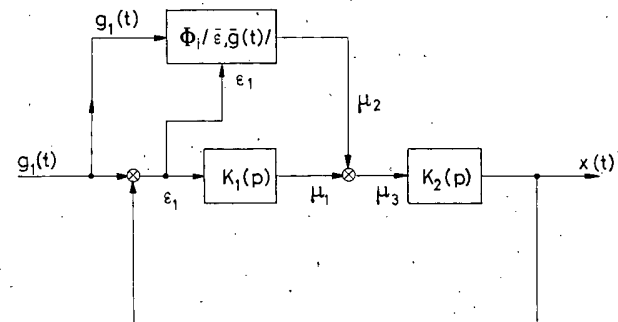 g₁(t)
Φᵢ/ε̄,ḡ(t)/
ε₁
μ₂
g₁(t)
x(t)
K₁(p)
K₂(p)
ε₁
μ₁
μ₃